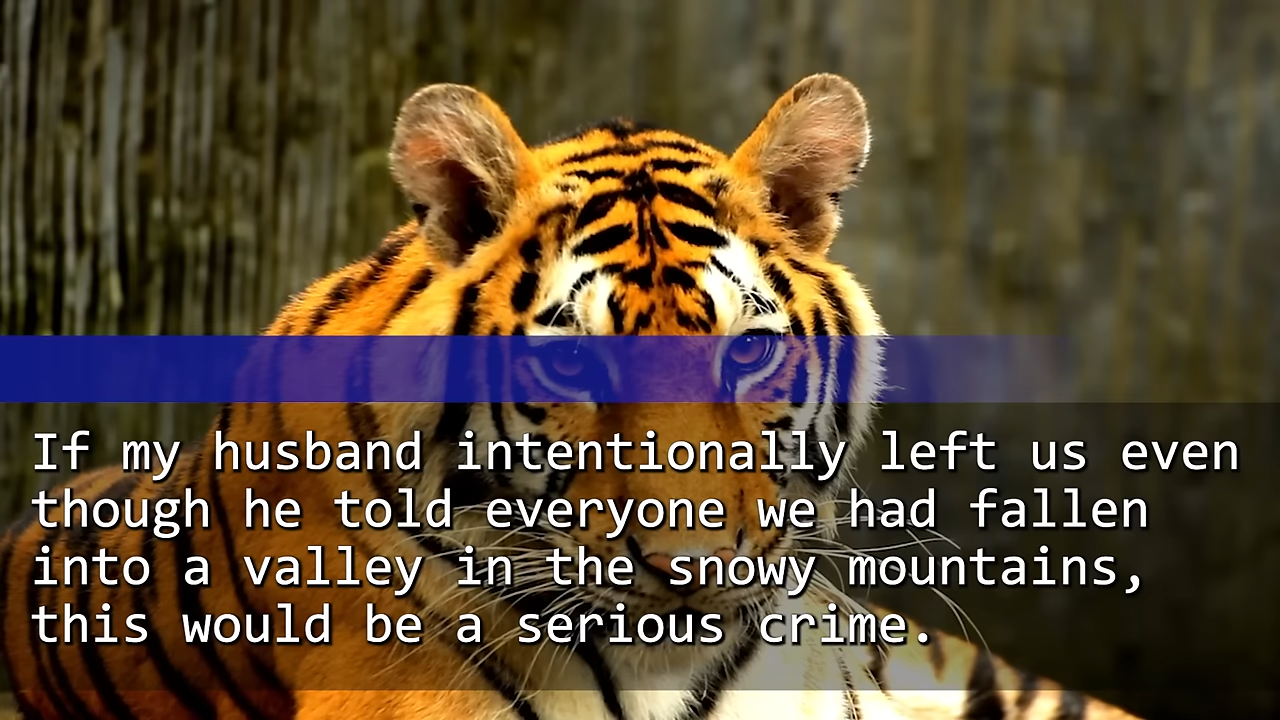 If my husband intentionally left us even
though he told everyone we had fallen
into a valley in the snowy mountains,
this would be a serious crime.